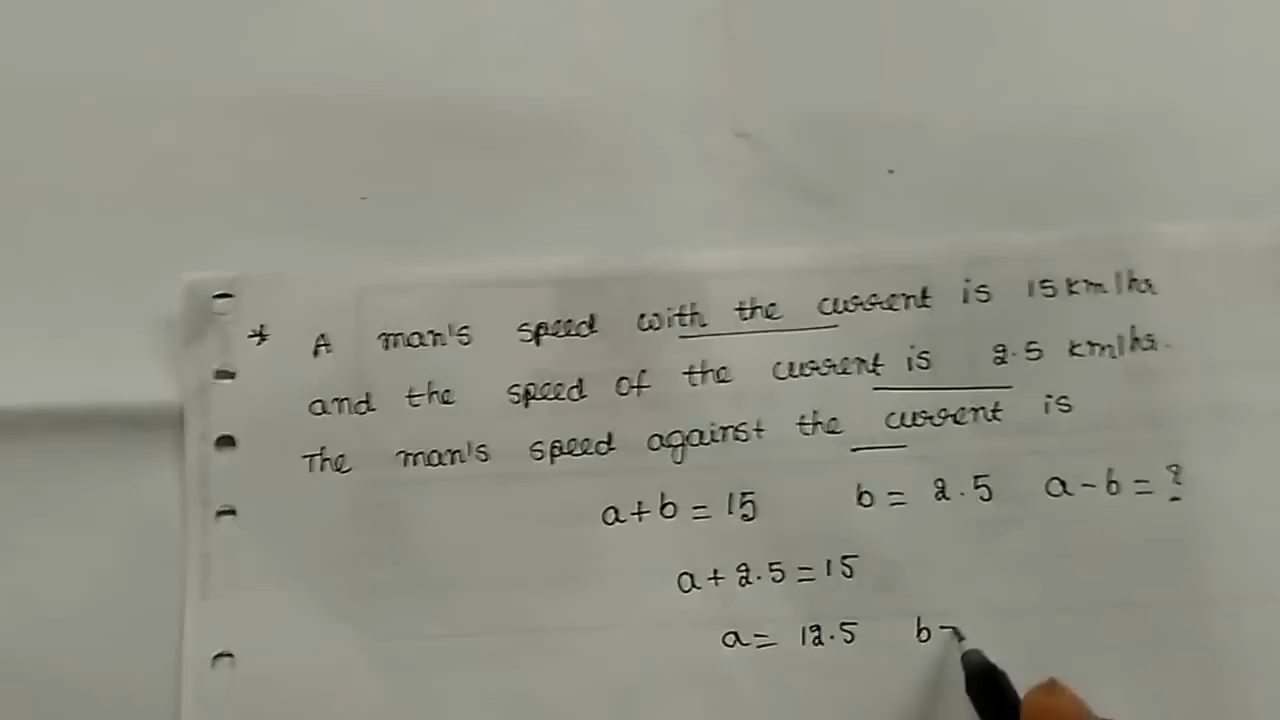 * A man's speed with the current is 15 km/hr
and the speed of the current is 2.5 km/hr.
The man's speed against the current is
a+b=15 b=2.5 a-b=?
a+2.5=15
a=12.5 b=